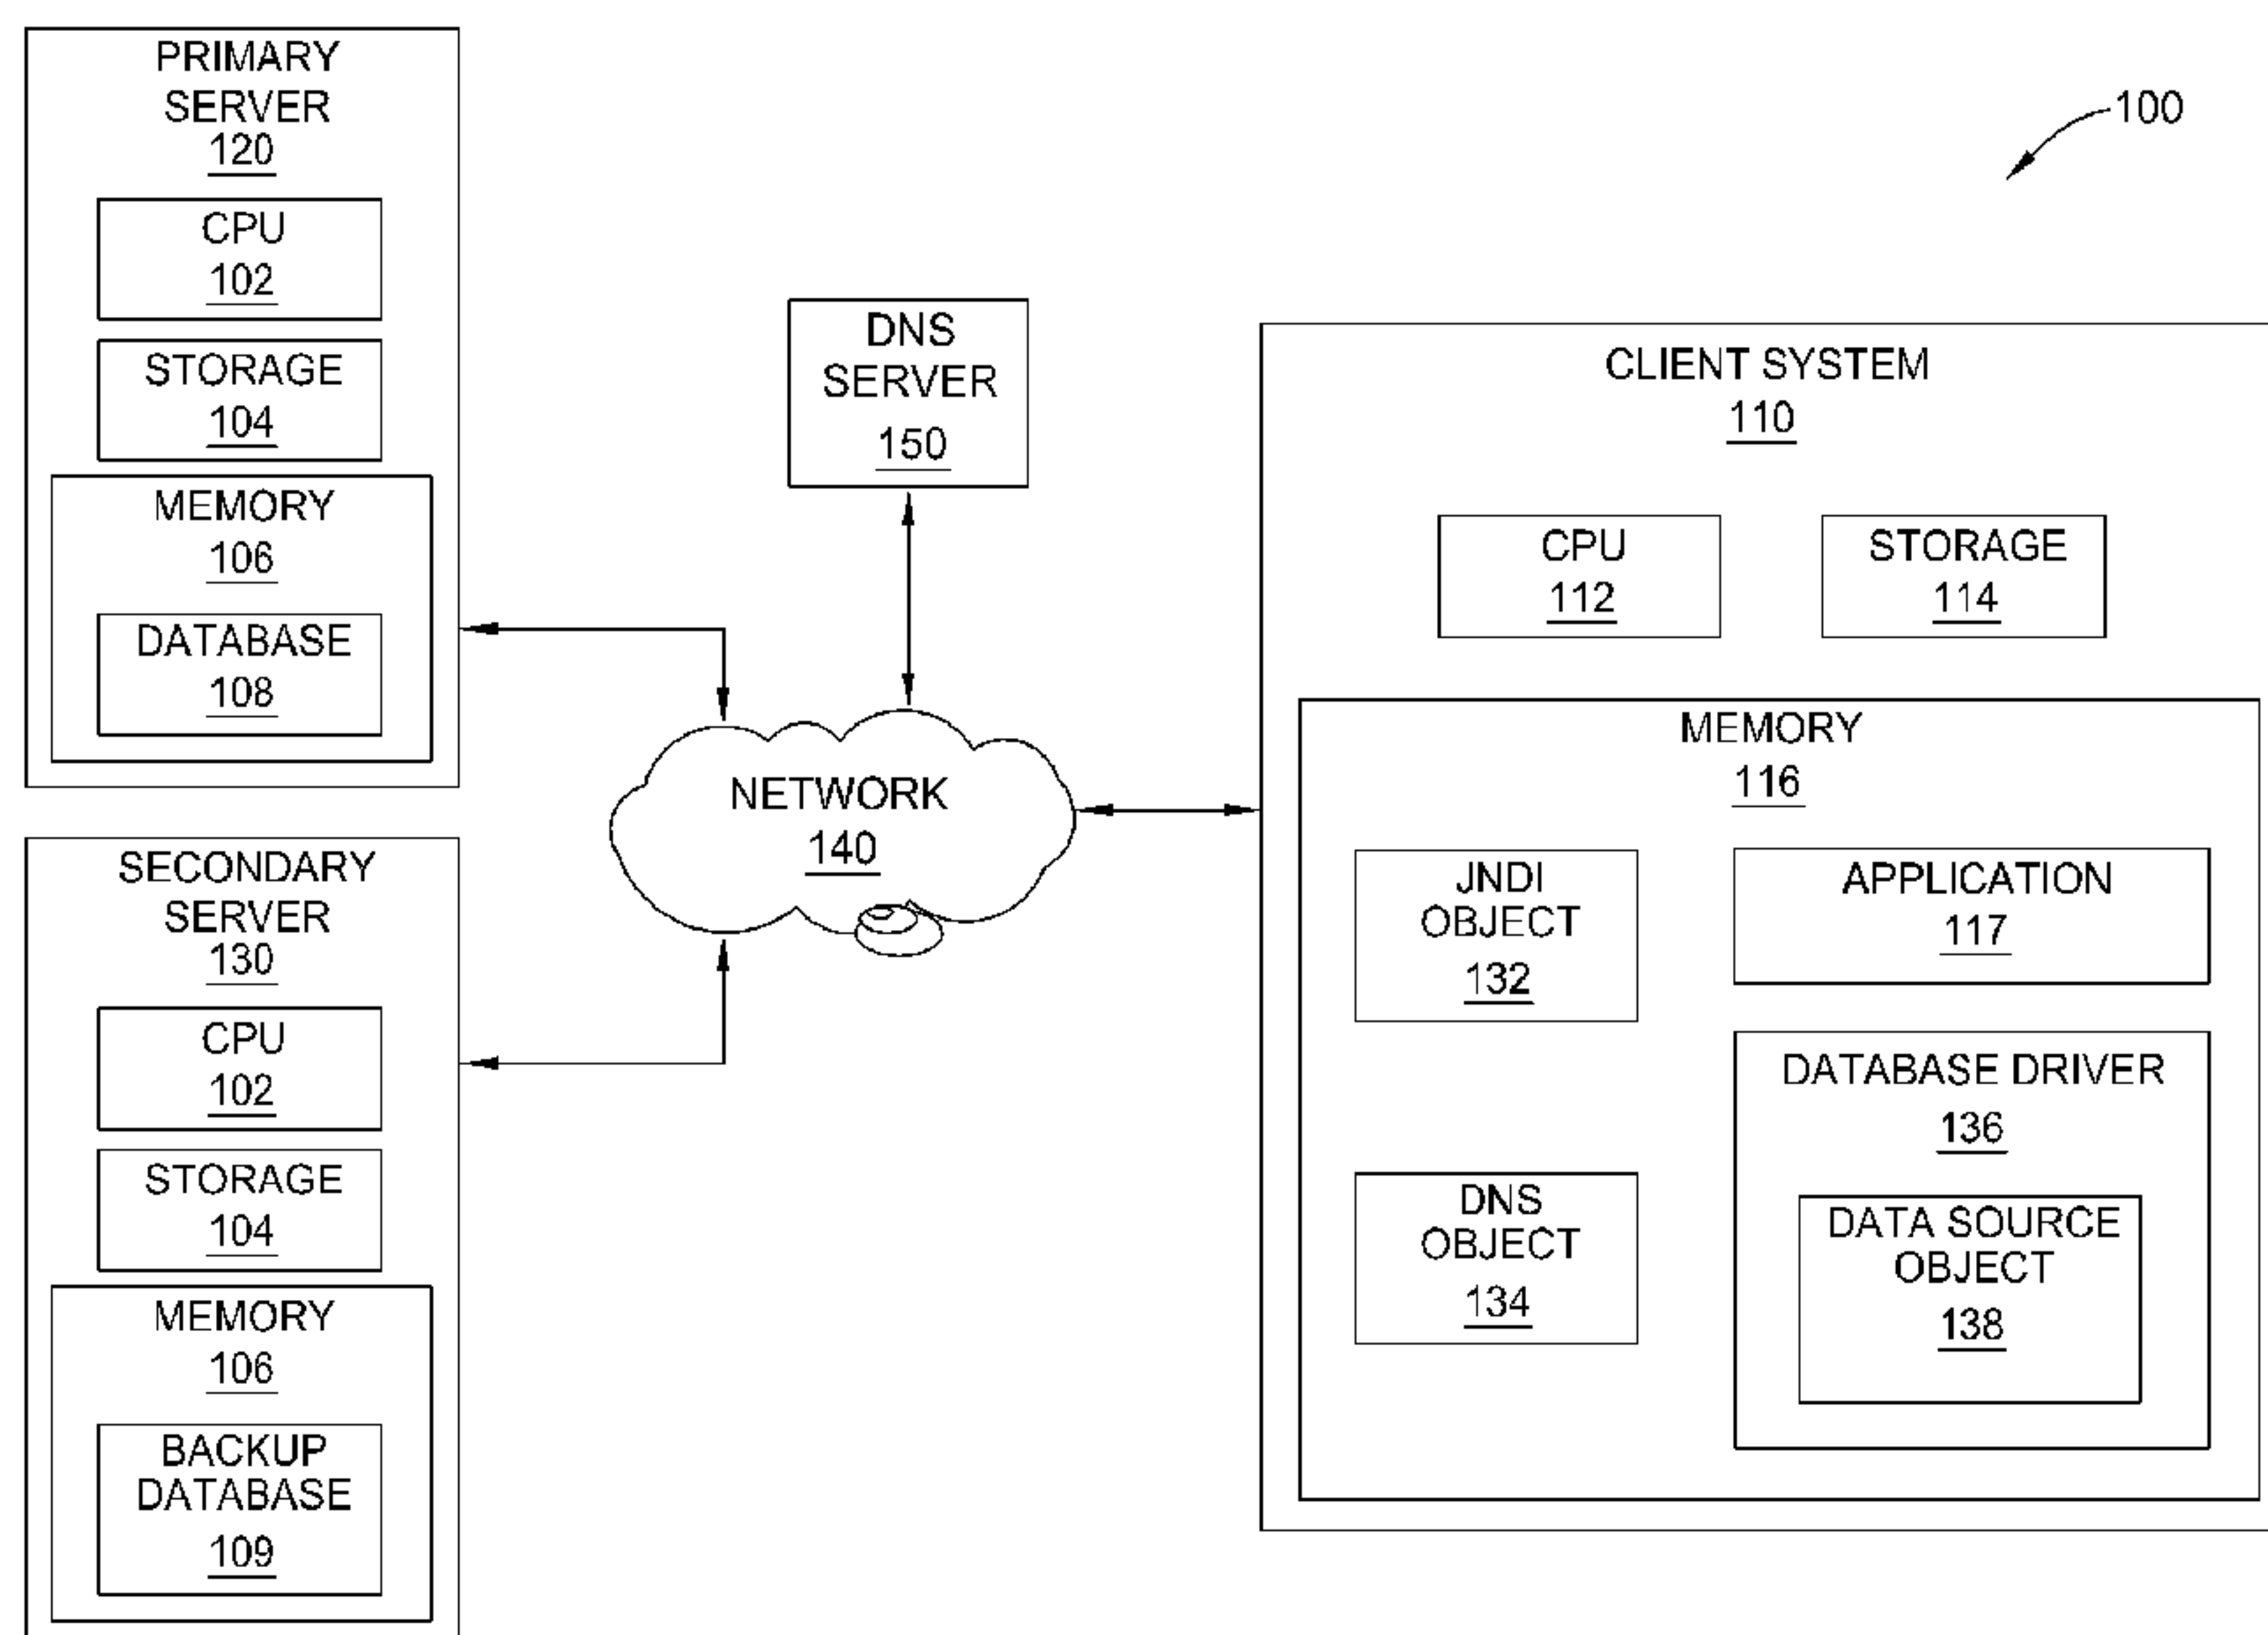 PRIMARY
SERVER
120
CPU
102
STORAGE
104
MEMORY
106
DATABASE
108
SECONDARY
SERVER
130
CPU
102
STORAGE
104
MEMORY
106
BACKUP
DATABASE
109
DNS
SERVER
150
NETWORK
140
100
CLIENT SYSTEM
110
CPU
112
STORAGE
114
MEMORY
116
JNDI
OBJECT
132
APPLICATION
117
DNS
OBJECT
134
DATABASE DRIVER
136
DATA SOURCE
OBJECT
138